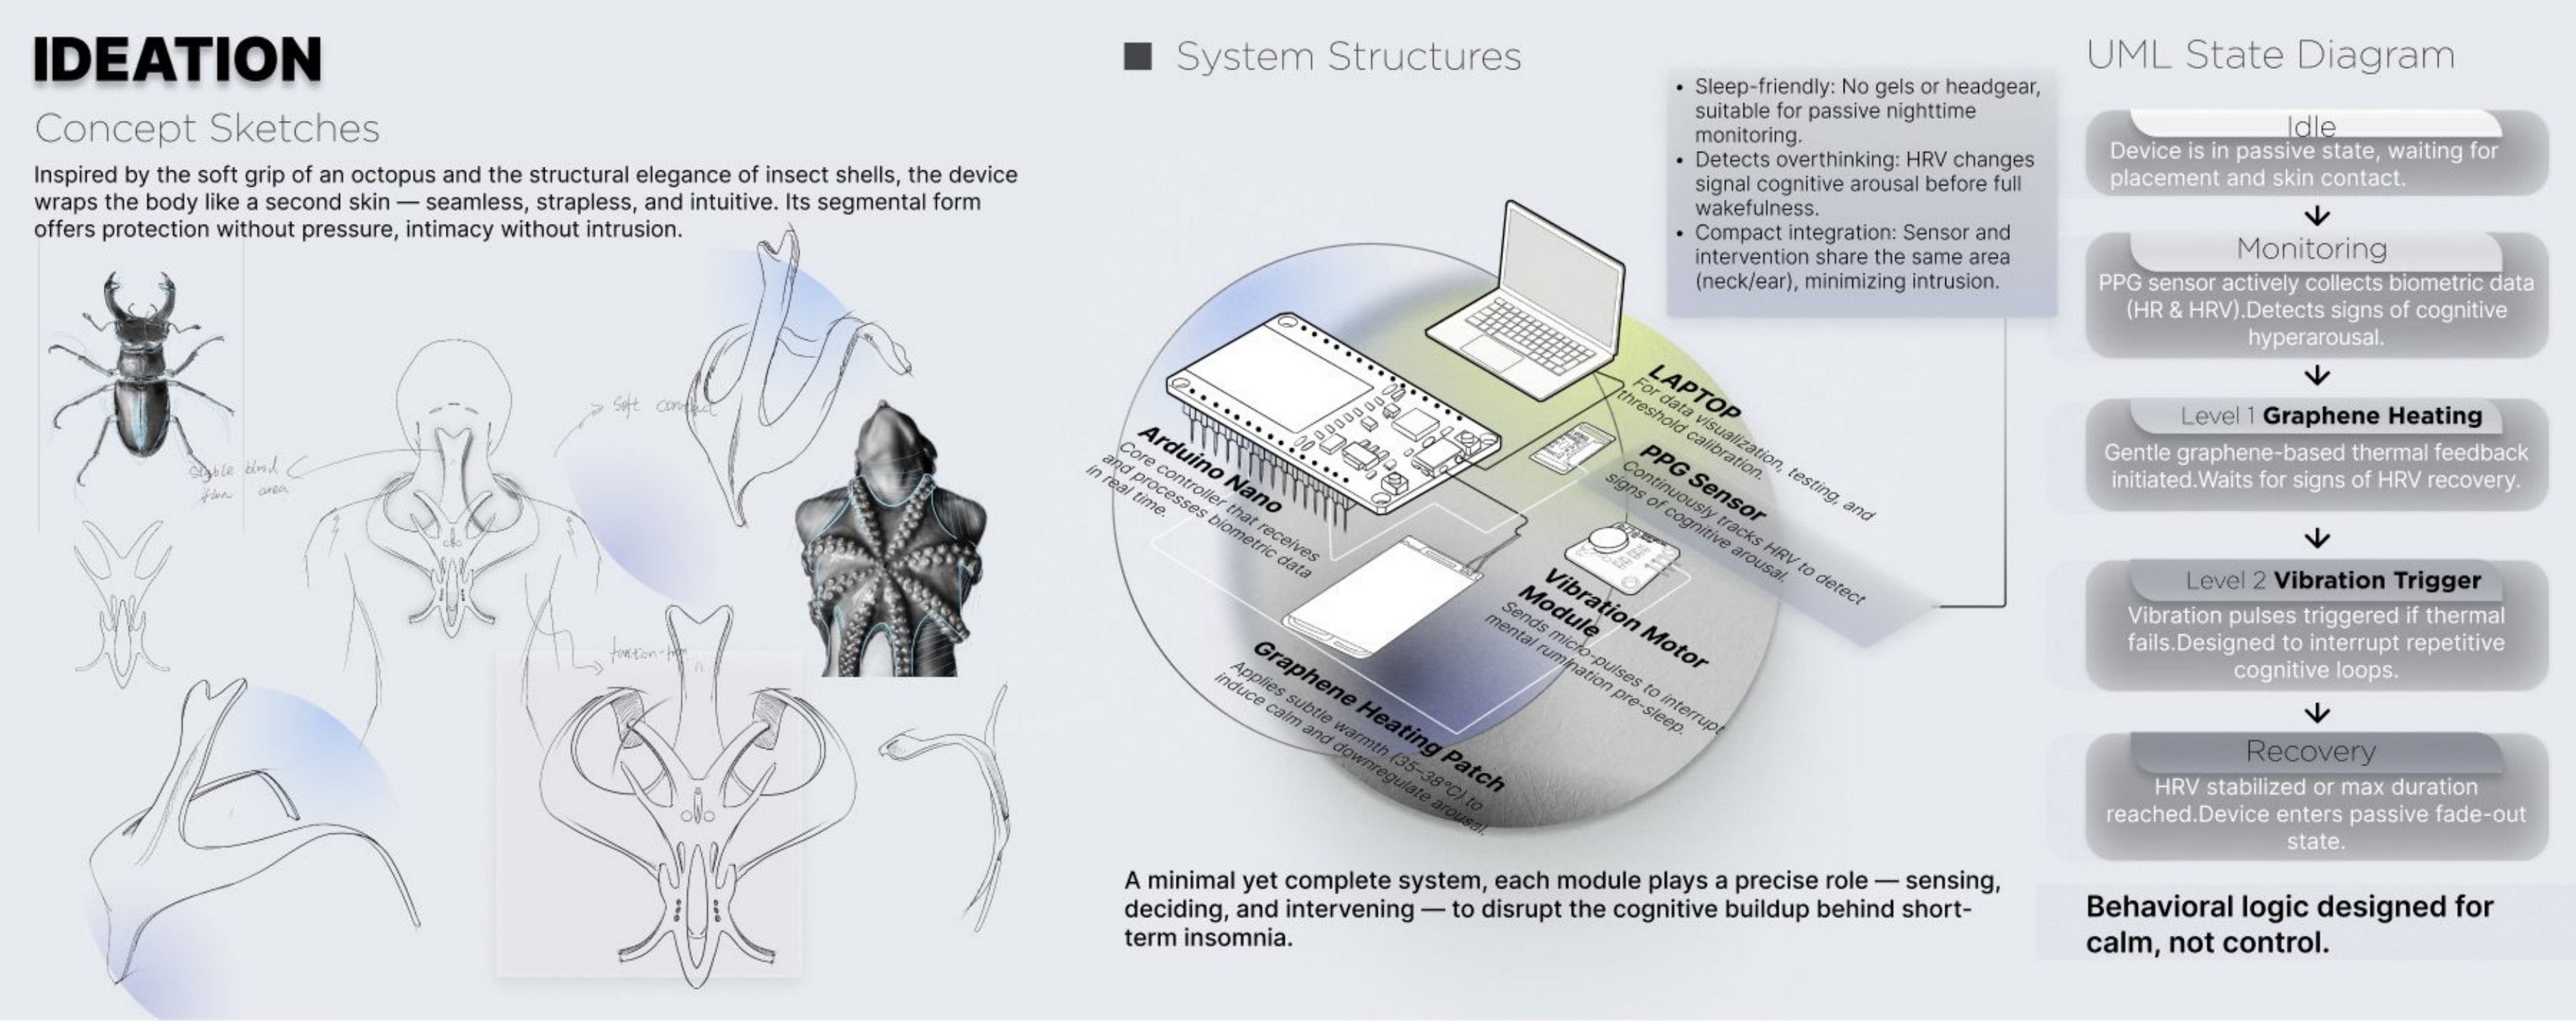 IDEATION
Concept Sketches
Inspired by the soft grip of an octopus and the structural elegance of insect shells, the device
wraps the body like a second skin — seamless, strapless, and intuitive. Its segmental form
offers protection without pressure, intimacy without intrusion.
soft
area
System Structures
• Sleep-friendly: No gels or headgear,
suitable for passive nighttime
monitoring.
• Detects overthinking: HRV changes
signal cognitive arousal before full
wakefulness.
• Compact integration: Sensor and
intervention share the same area
(neck/ear), minimizing intrusion.
LAPTOP
For data visualization, testing, and
threshold calibration.
PPG Sensor
Continuously tracks HRV to detect
signs of cognitive arousal.
Arduino Nano
Core controller that receives
and processes biometric data
in real time.
Vibration Motor
Module
Sends micro-pulses to interrupt
mental rumination pre-sleep.
Graphene Heating Patch
Applies subtle warmth (35–38°C) to
induce calm and downregulate arousal.
A minimal yet complete system, each module plays a precise role — sensing,
deciding, and intervening — to disrupt the cognitive buildup behind short-
term insomnia.
UML State Diagram
Idle
Device is in passive state, waiting for
placement and skin contact.
Monitoring
PPG sensor actively collects biometric data
(HR & HRV).Detects signs of cognitive
hyperarousal.
Level 1 Graphene Heating
Gentle graphene-based thermal feedback
initiated.Waits for signs of HRV recovery.
Level 2 Vibration Trigger
Vibration pulses triggered if thermal
fails.Designed to interrupt repetitive
cognitive loops.
Recovery
HRV stabilized or max duration
reached.Device enters passive fade-out
state.
Behavioral logic designed for
calm, not control.